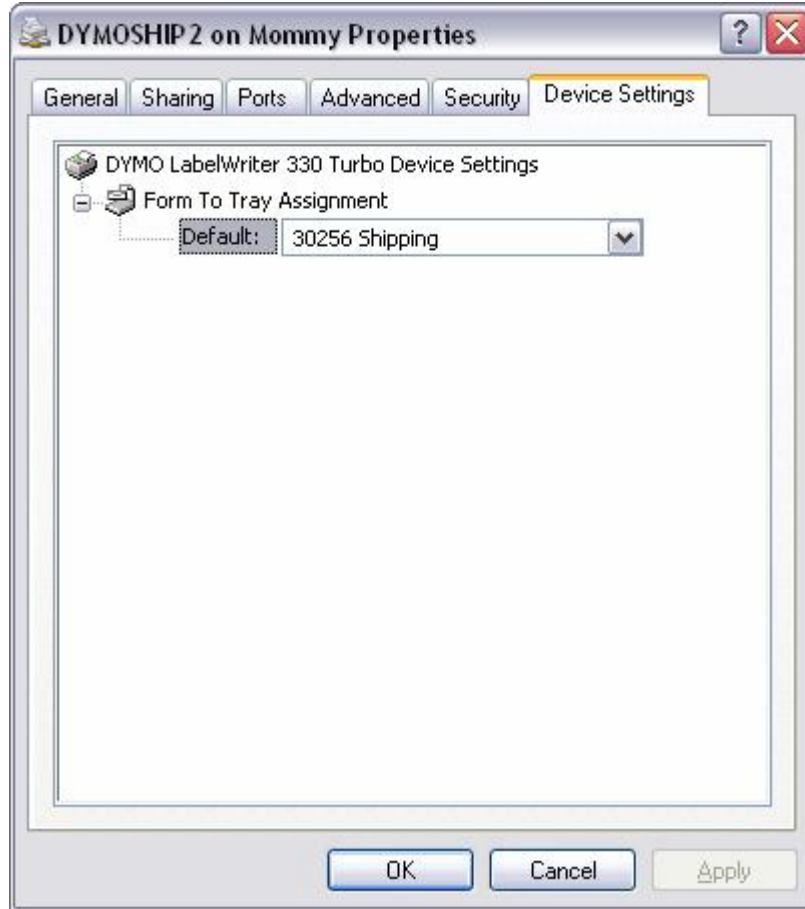 DYMOSHIP2 on Mommy Properties
General Sharing Ports Advanced Security Device Settings
DYMO LabelWriter 330 Turbo Device Settings
Form To Tray Assignment
Default: 30256 Shipping
OK Cancel Apply